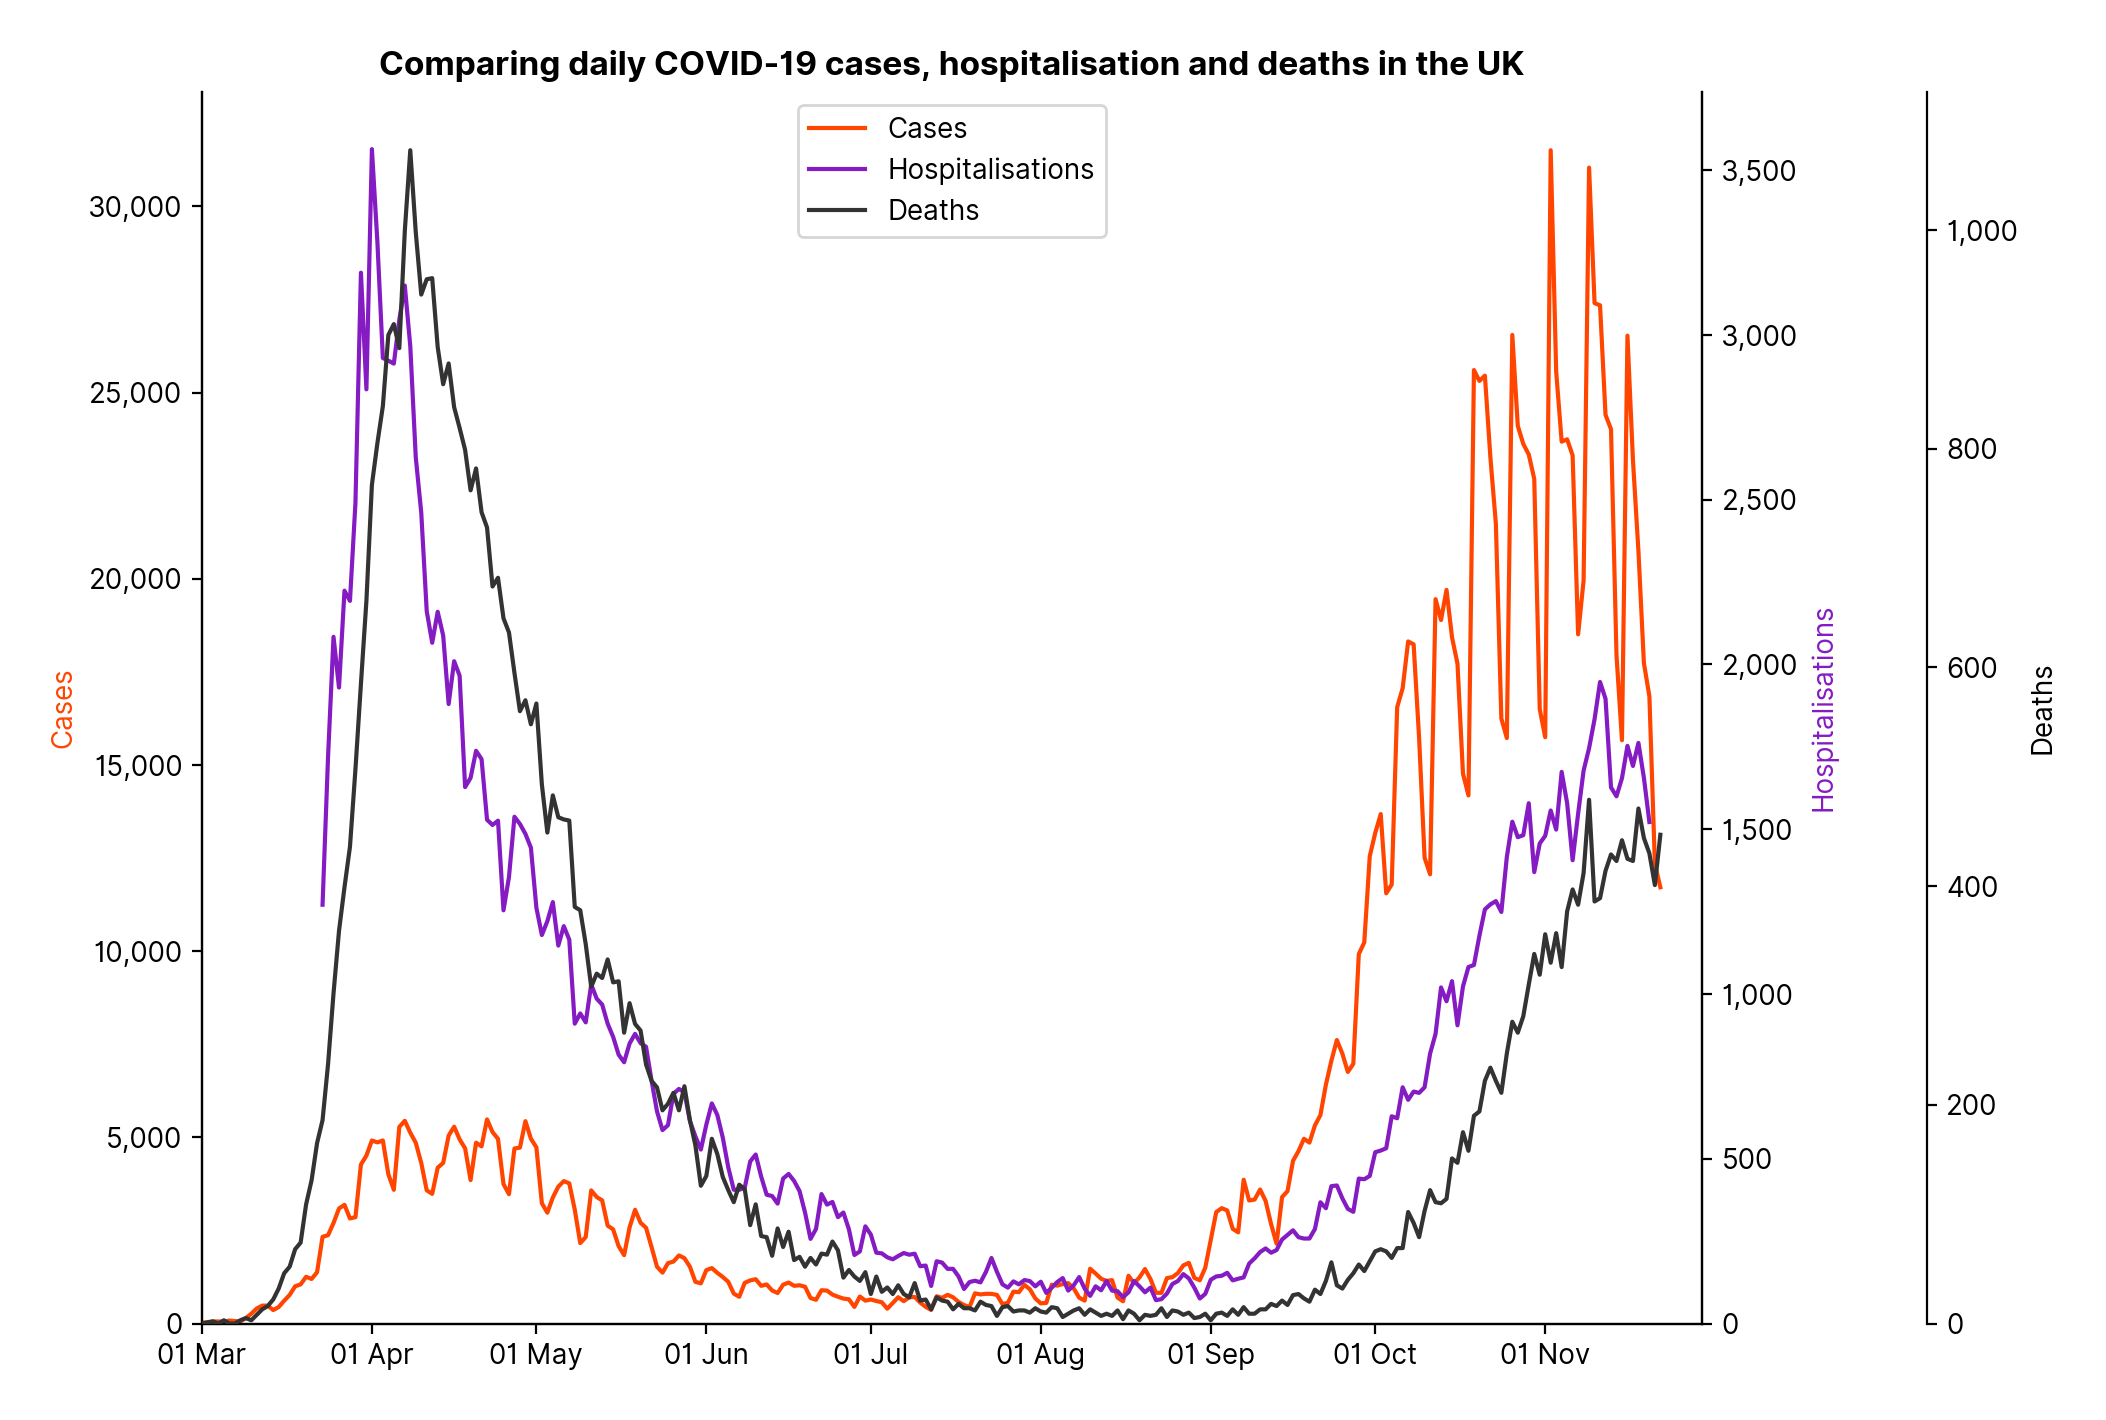 Comparing daily COVID-19 cases, hospitalisation and deaths in the UK
Cases
Hospitalisations
Deaths
30,000
25,000
20,000
15,000
10,000
5,000
0
Cases
3,500
3,000
2,500
2,000
1,500
1,000
500
0
Hospitalisations
1,000
800
600
400
200
0
Deaths
01 Mar 01 Apr 01 May 01 Jun 01 Jul 01 Aug 01 Sep 01 Oct 01 Nov